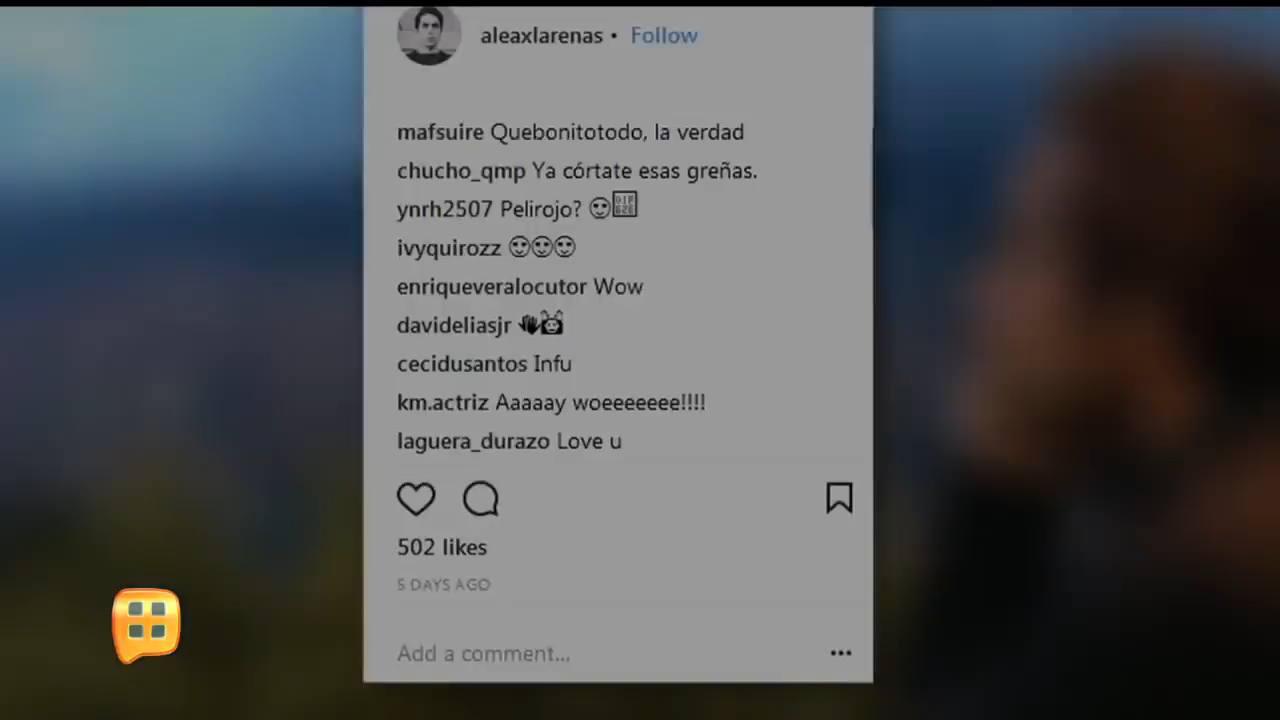 aleaxlarenas • Follow
mafsuire Quebonitotodo, la verdad
chucho_qmp Ya córtate esas greñas.
ynrh2507 Pelirojo?
ivyquirozz
enriqueveralocutor Wow
davideliasjr
cecidusantos Infu
km.actriz Aaaaay woeeeeeee!!!!
laguera_durazo Love u
502 likes
5 DAYS AGO
Add a comment...